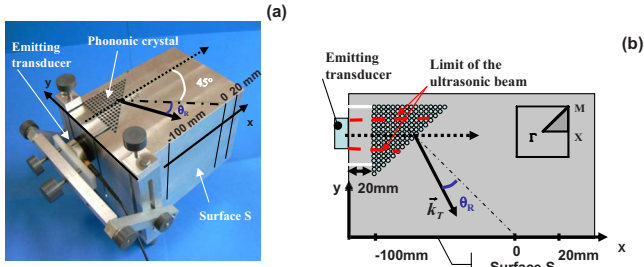 (a)
Phononic crystal
Emitting
transducer
y
45°
θR
0 20 mm
-100 mm
x
Surface S
(b)
Emitting
transducer
Limit of the
ultrasonic beam
M
Γ
X
20mm
y
θR
k⃗T
x
-100mm
0
20mm
Surface S